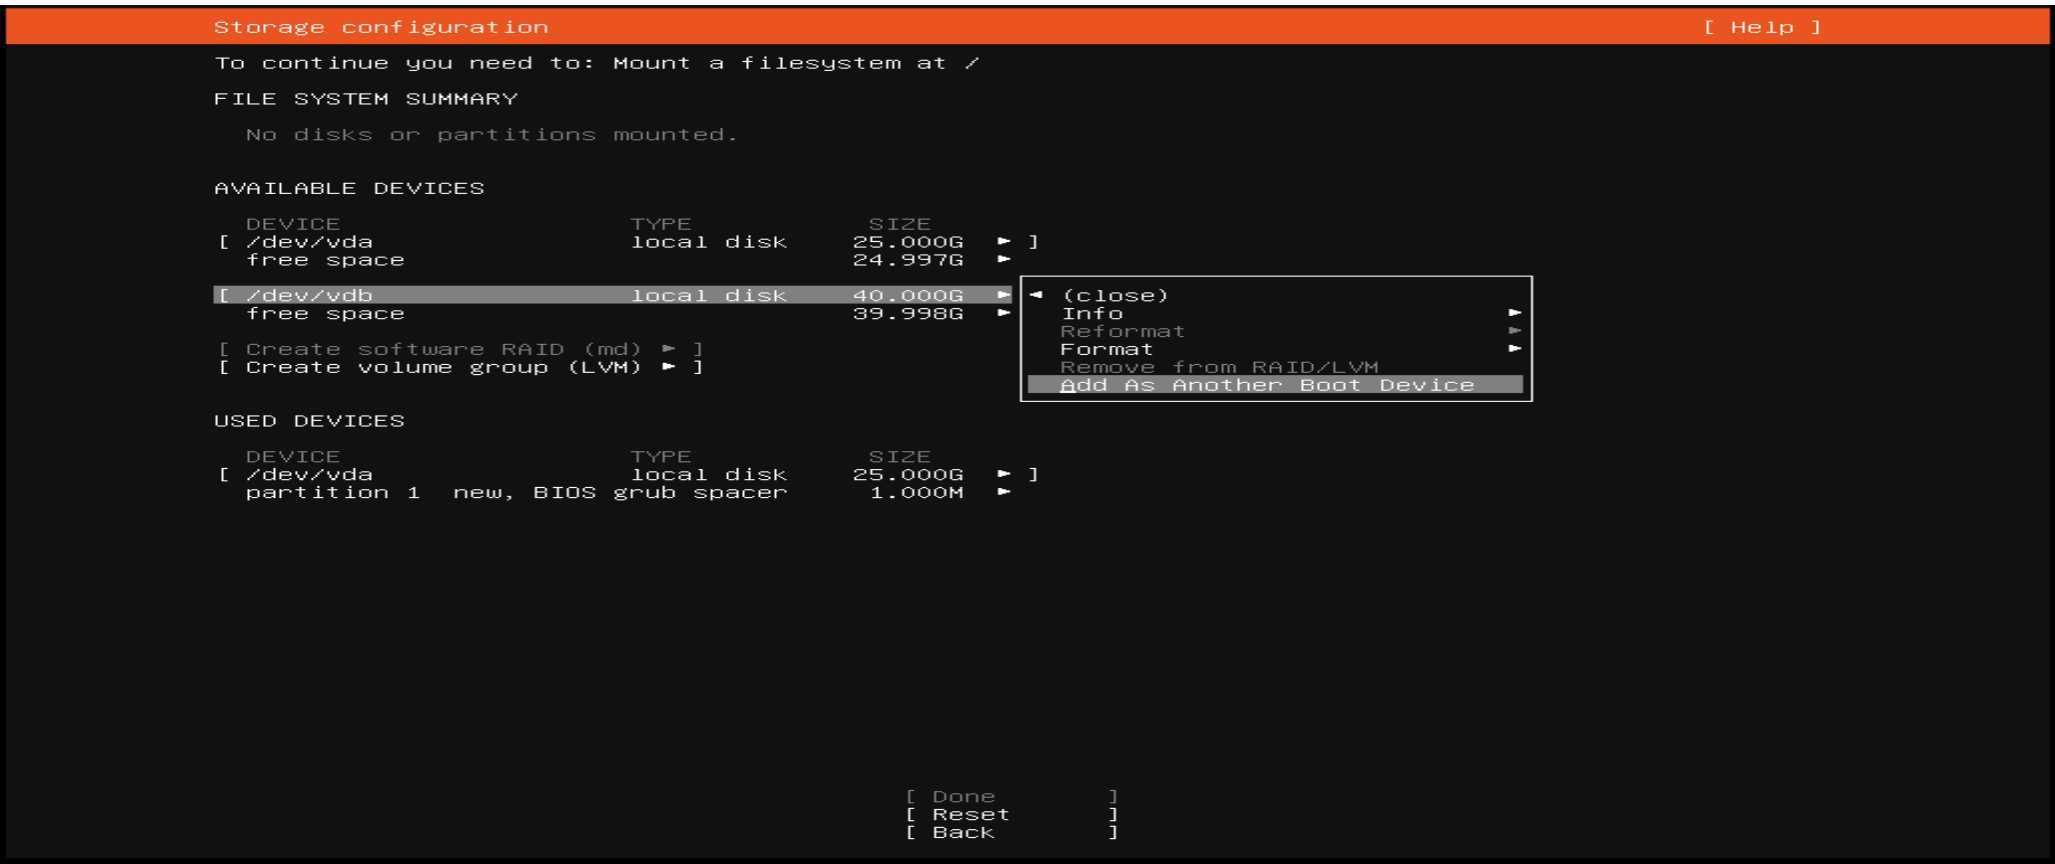 Storage configuration [ Help ]
To continue you need to: Mount a filesystem at /
FILE SYSTEM SUMMARY
No disks or partitions mounted.
AVAILABLE DEVICES
DEVICE TYPE SIZE
[ /dev/vda local disk 25.000G ► ]
free space 24.997G ►
[ /dev/vdb local disk 40.000G ► ◄ (close)
free space 39.998G ► Info ►
Reformat ►
[ Create software RAID (md) ► ] Format ►
[ Create volume group (LVM) ► ] Remove from RAID/LVM
Add As Another Boot Device
USED DEVICES
DEVICE TYPE SIZE
[ /dev/vda local disk 25.000G ► ]
partition 1 new, BIOS grub spacer 1.000M ►
[ Done ]
[ Reset ]
[ Back ]